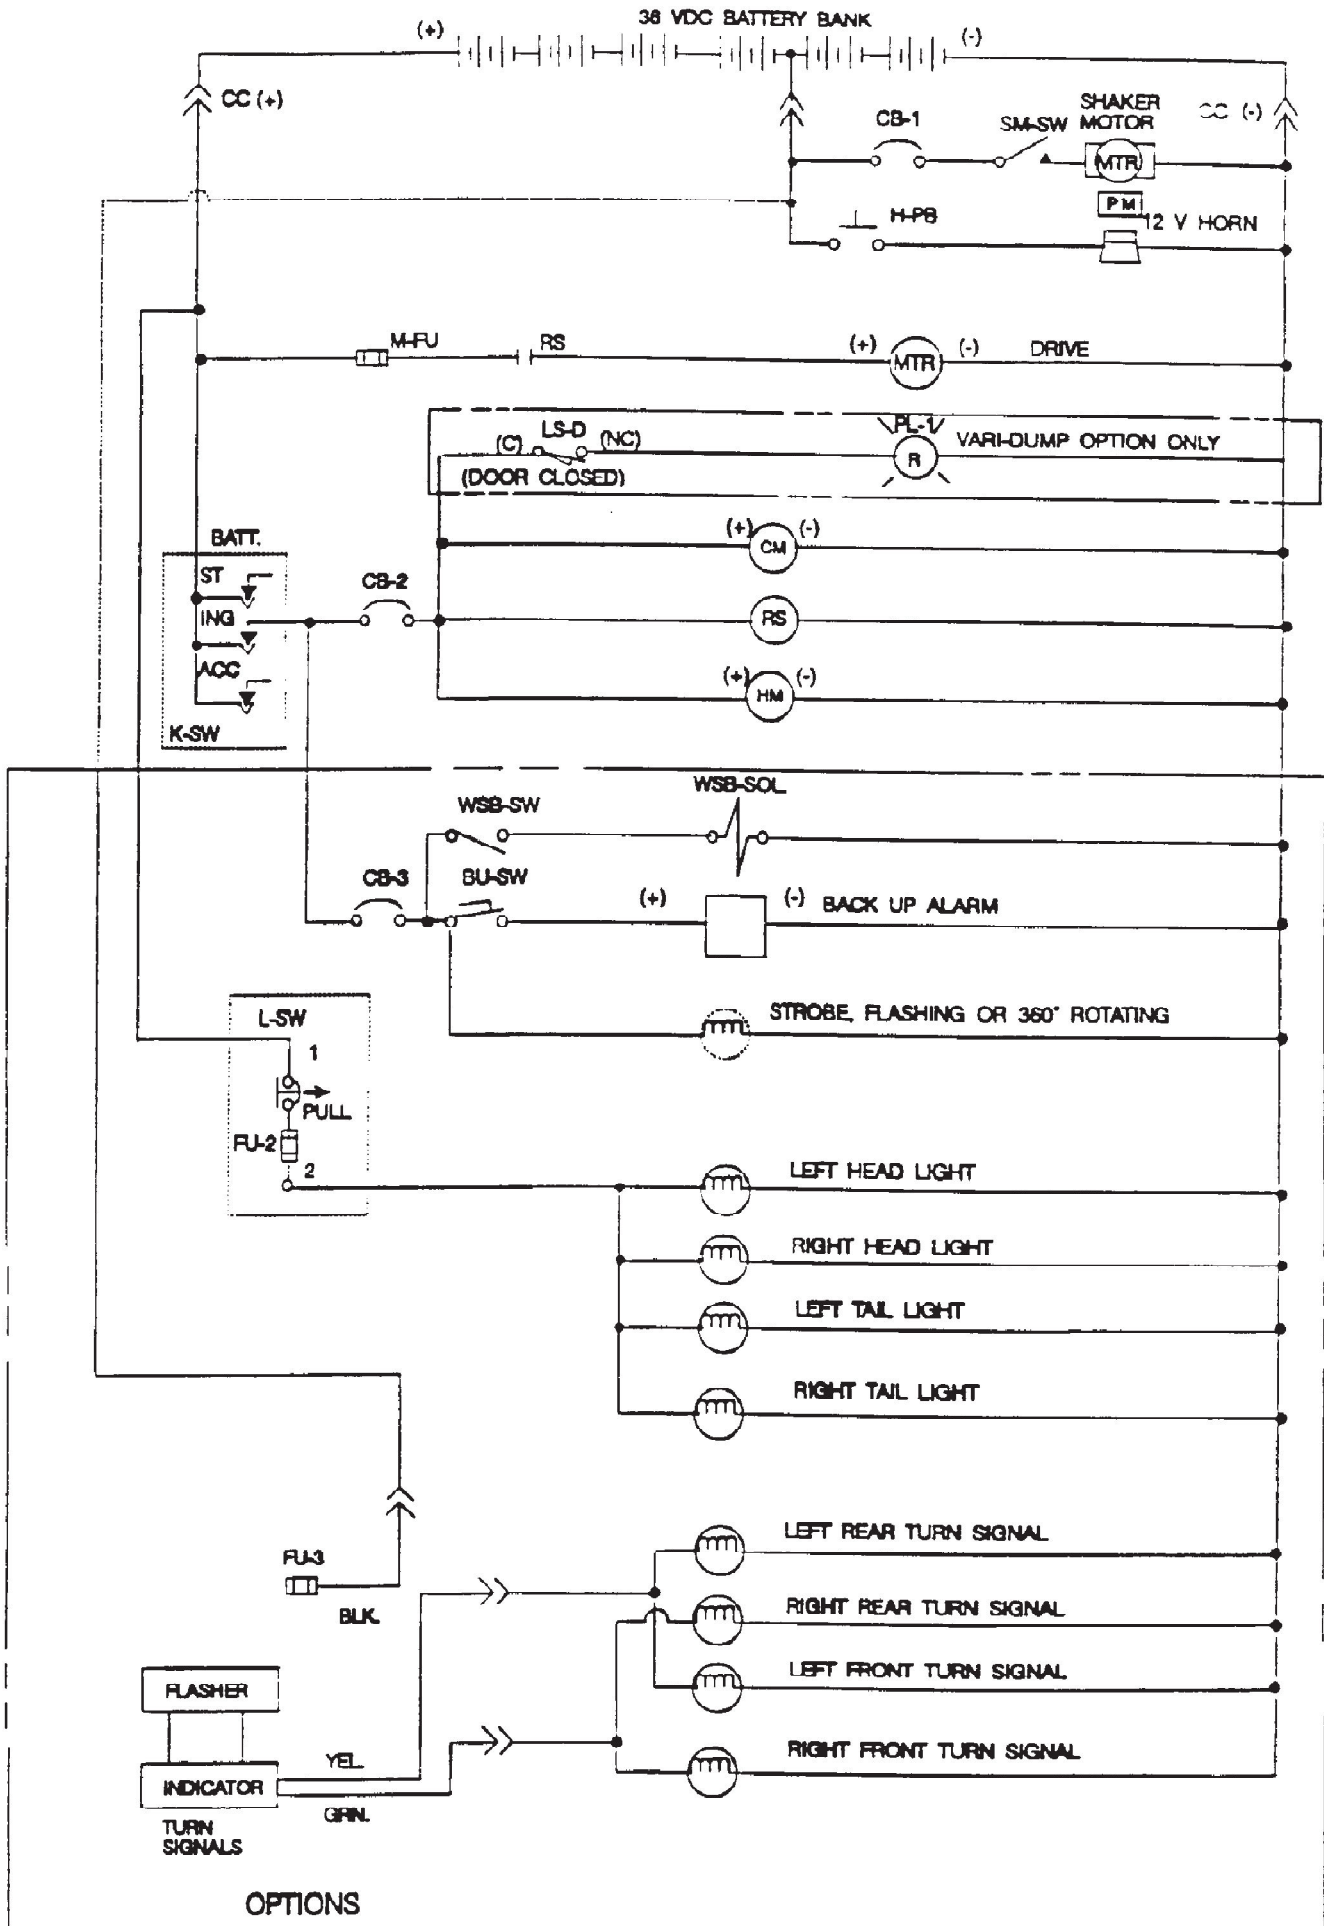 36 VDC BATTERY BANK
(+)
(-)
CC (+)
CB-1
SM-SW
SHAKER
MOTOR
CC (-)
MTR
PM
H-PB
12 V HORN
M-FU
RS
(+)
MTR
(-)
DRIVE
(C)
LS-D
(NC)
PL-1
R
VARI-DUMP OPTION ONLY
(DOOR CLOSED)
(+)
CM
(-)
BATT.
ST
ING
ACC
K-SW
CB-2
RS
(+)
HM
(-)
WSB-SW
WSB-SOL
CB-3
BU-SW
(+)
(-)
BACK UP ALARM
STROBE, FLASHING OR 360° ROTATING
L-SW
1
PULL
FU-2
2
LEFT HEAD LIGHT
RIGHT HEAD LIGHT
LEFT TAIL LIGHT
RIGHT TAIL LIGHT
FU-3
BLK.
LEFT REAR TURN SIGNAL
RIGHT REAR TURN SIGNAL
LEFT FRONT TURN SIGNAL
RIGHT FRONT TURN SIGNAL
FLASHER
YEL.
INDICATOR
GRN.
TURN
SIGNALS
OPTIONS